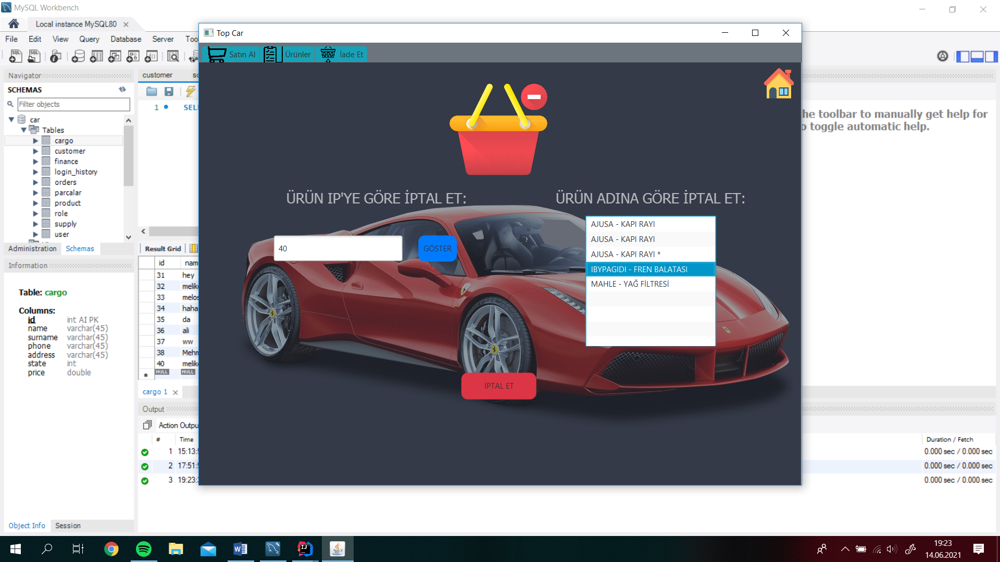 MySQL Workbench
Local instance MySQL80
File Edit View Query Database Server
Top Car
Satın Al
Ürünler
İade Et
Navigator
SCHEMAS
Filter objects
car
Tables
cargo
customer
finance
login_history
orders
parcalar
product
role
supply
user
Administration Schemas
Information
Table: cargo
Columns:
id int AI PK
name varchar(45)
surname varchar(45)
phone varchar(45)
address varchar(45)
state int
price double
Object Info Session
customer
1
SEL
Result Grid
id nam
31 hey
32 melik
33 melos
34 haha
35 da
36 ali
37 ww
38 Mehm
40 melik
NULL NULL
cargo 1
Output
Action Outpu
# Time
1 15:13:
2 17:51:
3 19:23:
ÜRÜN IP'YE GÖRE İPTAL ET:
40
GÖSTER
ÜRÜN ADINA GÖRE İPTAL ET:
AJUSA - KAPI RAYI
AJUSA - KAPI RAYI
AJUSA - KAPI RAYI *
IBYPAGIDI - FREN BALATASI
MAHLE - YAĞ FİLTRESİ
İPTAL ET
he toolbar to manually get help for
o toggle automatic help.
Duration / Fetch
0.000 sec / 0.000 sec
0.000 sec / 0.000 sec
0.000 sec / 0.000 sec
19:23
14.06.2021